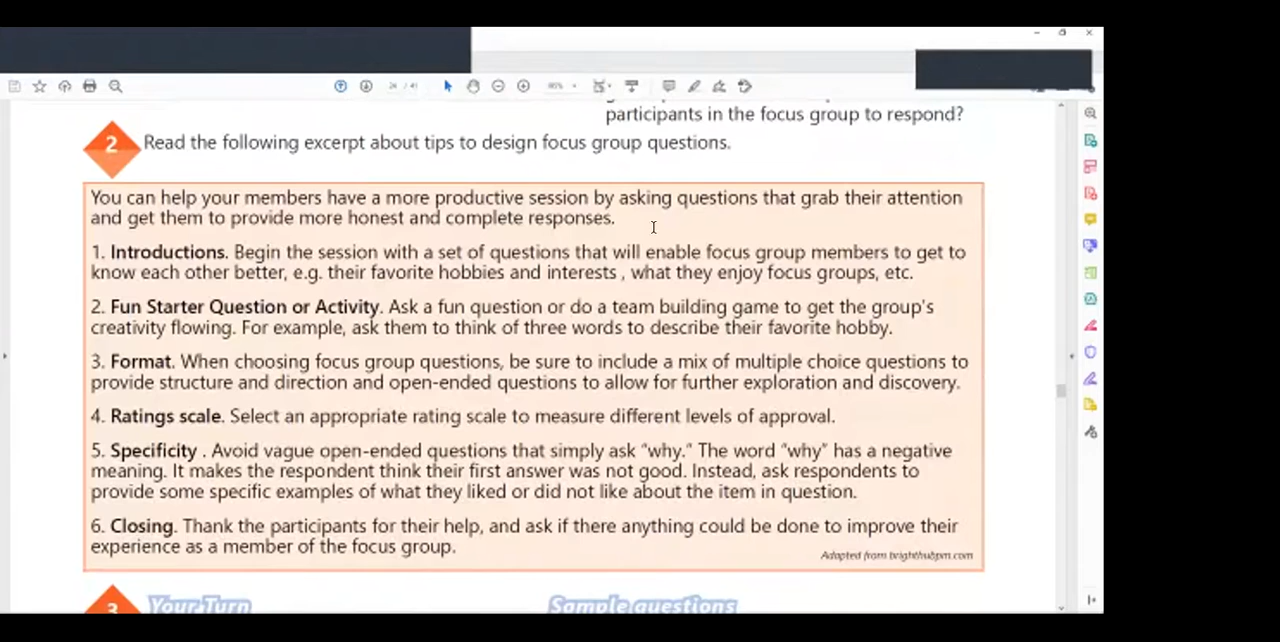 participants in the focus group to respond?
2 Read the following excerpt about tips to design focus group questions.
You can help your members have a more productive session by asking questions that grab their attention
and get them to provide more honest and complete responses.
1. Introductions. Begin the session with a set of questions that will enable focus group members to get to
know each other better, e.g. their favorite hobbies and interests , what they enjoy focus groups, etc.
2. Fun Starter Question or Activity. Ask a fun question or do a team building game to get the group's
creativity flowing. For example, ask them to think of three words to describe their favorite hobby.
3. Format. When choosing focus group questions, be sure to include a mix of multiple choice questions to
provide structure and direction and open-ended questions to allow for further exploration and discovery.
4. Ratings scale. Select an appropriate rating scale to measure different levels of approval.
5. Specificity . Avoid vague open-ended questions that simply ask “why.” The word “why” has a negative
meaning. It makes the respondent think their first answer was not good. Instead, ask respondents to
provide some specific examples of what they liked or did not like about the item in question.
6. Closing. Thank the participants for their help, and ask if there anything could be done to improve their
experience as a member of the focus group.
Adapted from brighthubpm.com
3 Your Turn Sample questions